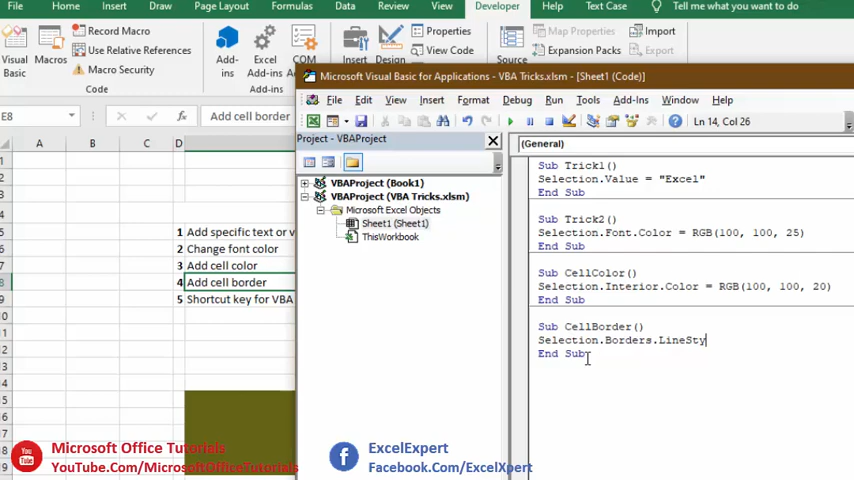 File Home Insert Draw Page Layout Formulas Data Review View Developer Help Text Case Tell me what you want to do
Visual Basic
Macros
Record Macro
Use Relative References
Macro Security
Code
Add-ins
Excel Add-ins
COM
Insert
Design
Properties
View Code
Map Properties
Expansion Packs
Import
Export
E8 fx Add cell border
A B C D
1 Add specific text or v
2 Change font color
3 Add cell color
4 Add cell border
5 Shortcut key for VBA
Microsoft Visual Basic for Applications - VBA Tricks.xlsm - [Sheet1 (Code)]
File Edit View Insert Format Debug Run Tools Add-Ins Window Help
Ln 14, Col 26
Project - VBAProject
VBAProject (Book1)
VBAProject (VBA Tricks.xlsm)
Microsoft Excel Objects
Sheet1 (Sheet1)
ThisWorkbook
(General)
Sub Trick1()
Selection.Value = "Excel"
End Sub
Sub Trick2()
Selection.Font.Color = RGB(100, 100, 25)
End Sub
Sub CellColor()
Selection.Interior.Color = RGB(100, 100, 20)
End Sub
Sub CellBorder()
Selection.Borders.LineSty
End Sub
You Tube
Microsoft Office Tutorials
YouTube.Com/MicrosoftOfficeTutorials
ExcelExpert
Facebook.Com/ExcelXpert